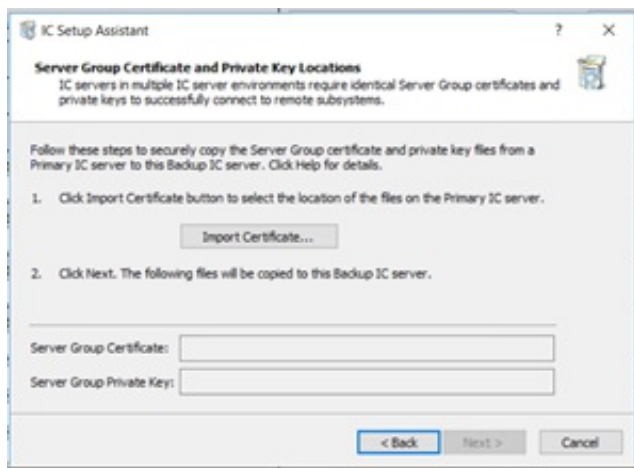 IC Setup Assistant
Server Group Certificate and Private Key Locations
IC servers in multiple IC server environments require identical Server Group certificates and
private keys to successfully connect to remote subsystems.
Follow these steps to securely copy the Server Group certificate and private key files from a
Primary IC server to this Backup IC server. Click Help for details.
1. Click Import Certificate button to select the location of the files on the Primary IC server.
Import Certificate...
2. Click Next. The following files will be copied to this Backup IC server.
Server Group Certificate:
Server Group Private Key:
< Back Next > Cancel